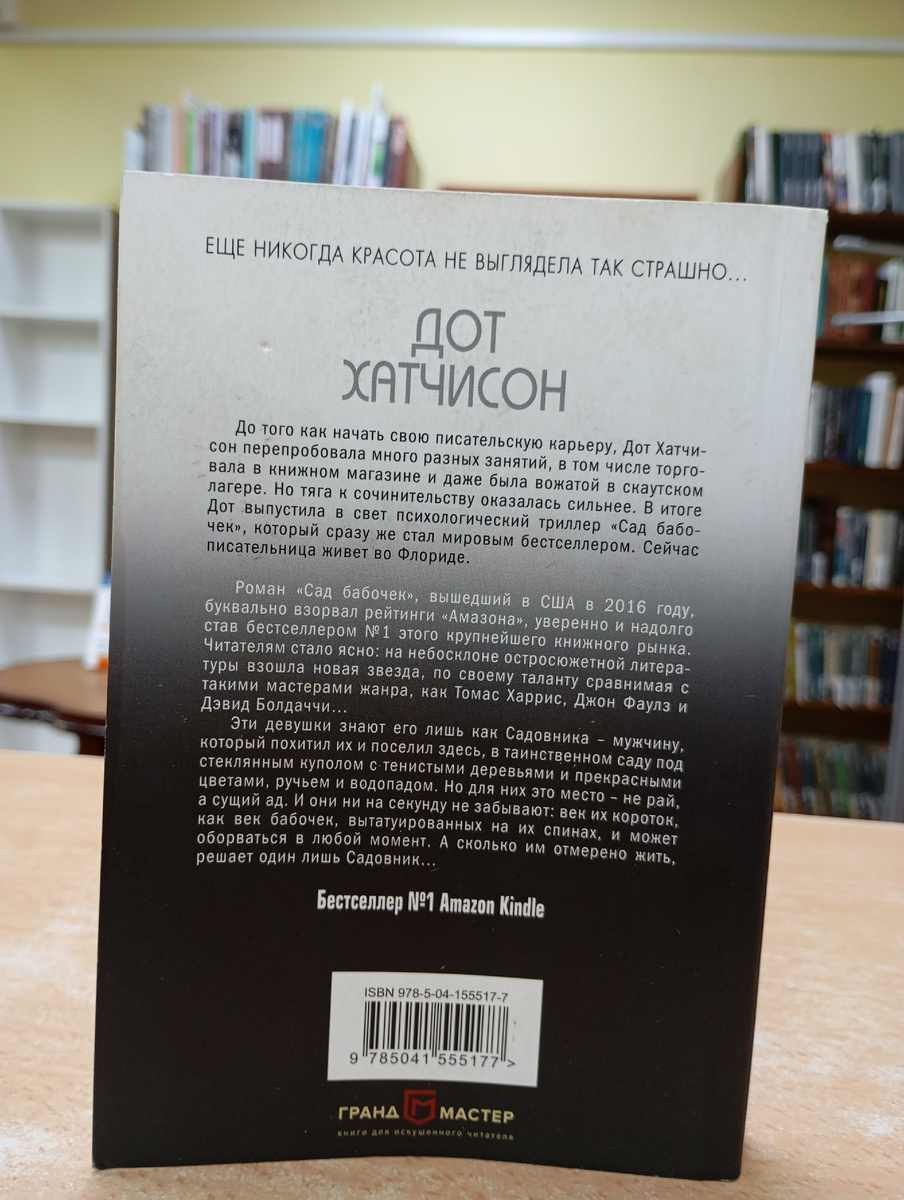 ЕЩЕ НИКОГДА КРАСОТА НЕ ВЫГЛЯДЕЛА ТАК СТРАШНО...
ДОТ
ХАТЧИСОН
До того как начать свою писательскую карьеру, Дот Хатчи-
сон перепробовала много разных занятий, в том числе торго-
вала в книжном магазине и даже была вожатой в скаутском
лагере. Но тяга к сочинительству оказалась сильнее. В итоге
Дот выпустила в свет психологический триллер «Сад бабо-
чек», который сразу же стал мировым бестселлером. Сейчас
писательница живет во Флориде.
Роман «Сад бабочек», вышедший в США в 2016 году,
буквально взорвал рейтинги «Амазона», уверенно и надолго
став бестселлером №1 этого крупнейшего книжного рынка.
Читателям стало ясно: на небосклоне остросюжетной литера-
туры взошла новая звезда, по своему таланту сравнимая с
такими мастерами жанра, как Томас Харрис, Джон Фаулз и
Дэвид Болдаччи...
Эти девушки знают его лишь как Садовника – мужчину,
который похитил их и поселил здесь, в таинственном саду под
стеклянным куполом с тенистыми деревьями и прекрасными
цветами, ручьем и водопадом. Но для них это место – не рай,
а сущий ад. И они ни на секунду не забывают: век их короток,
как век бабочек, вытатуированных на их спинах, и может
оборваться в любой момент. А сколько им отмерено жить,
решает один лишь Садовник...
Бестселлер №1 Amazon Kindle
ISBN 978-5-04-155517-7
9 785041 555177 >
ГРАНД МАСТЕР
книги для искушенного читателя